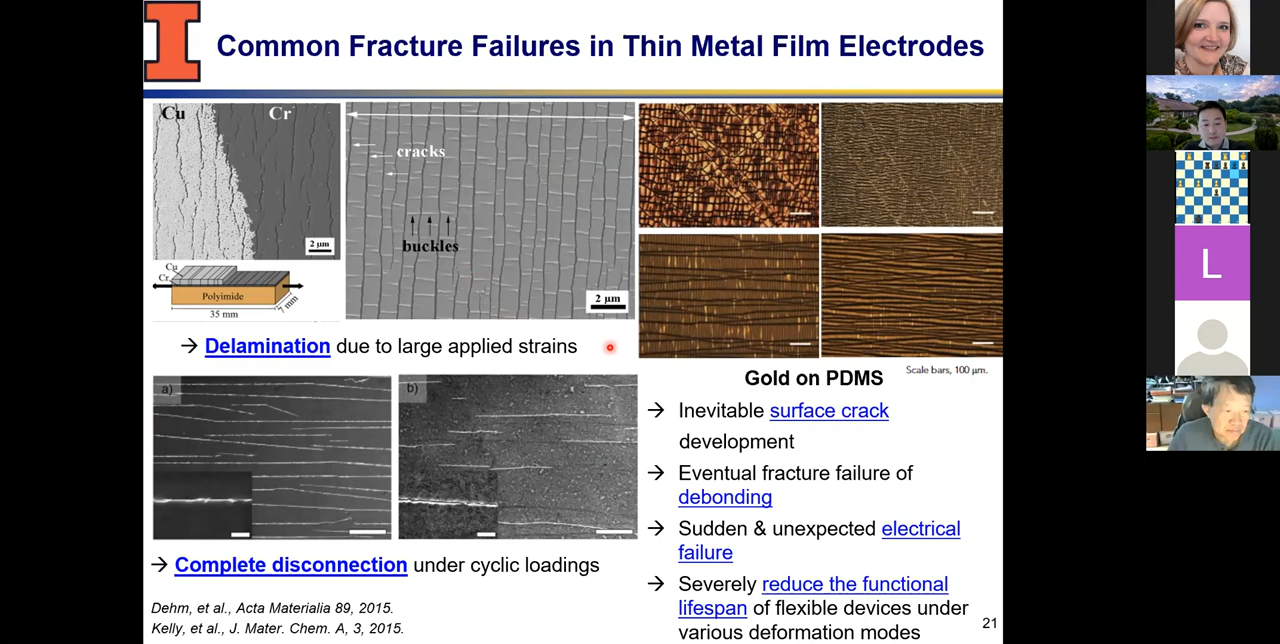 Common Fracture Failures in Thin Metal Film Electrodes
Cu
Cr
2 µm
Cu
Cr
Polyimide
35 mm
7 mm
cracks
buckles
2 µm
→ Delamination due to large applied strains
a)
b)
→ Complete disconnection under cyclic loadings
Dehm, et al., Acta Materialia 89, 2015.
Kelly, et al., J. Mater. Chem. A, 3, 2015.
Scale bars, 100 µm.
Gold on PDMS
→ Inevitable surface crack
development
→ Eventual fracture failure of
debonding
→ Sudden & unexpected electrical
failure
→ Severely reduce the functional
lifespan of flexible devices under
various deformation modes
21
L